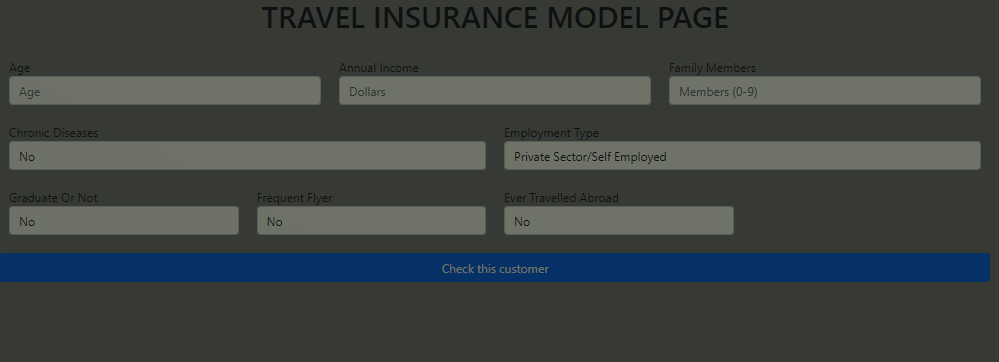 TRAVEL INSURANCE MODEL PAGE
Age Annual Income Family Members
Age Dollars Members (0-9)
Chronic Diseases Employment Type
No Private Sector/Self Employed
Graduate Or Not Frequent Flyer Ever Travelled Abroad
No No No
Check this customer